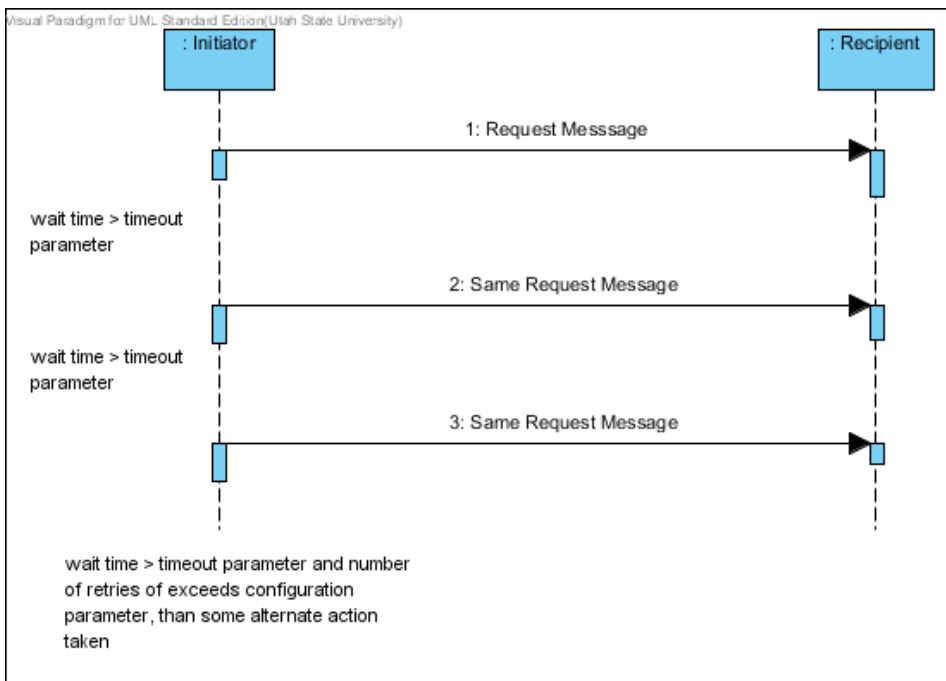 Visual Paradigm for UML Standard Edition(Utah State University)
: Initiator
: Recipient
1: Request Messsage
wait time > timeout
parameter
2: Same Request Message
wait time > timeout
parameter
3: Same Request Message
wait time > timeout parameter and number
of retries of exceeds configuration
parameter, than some alternate action
taken